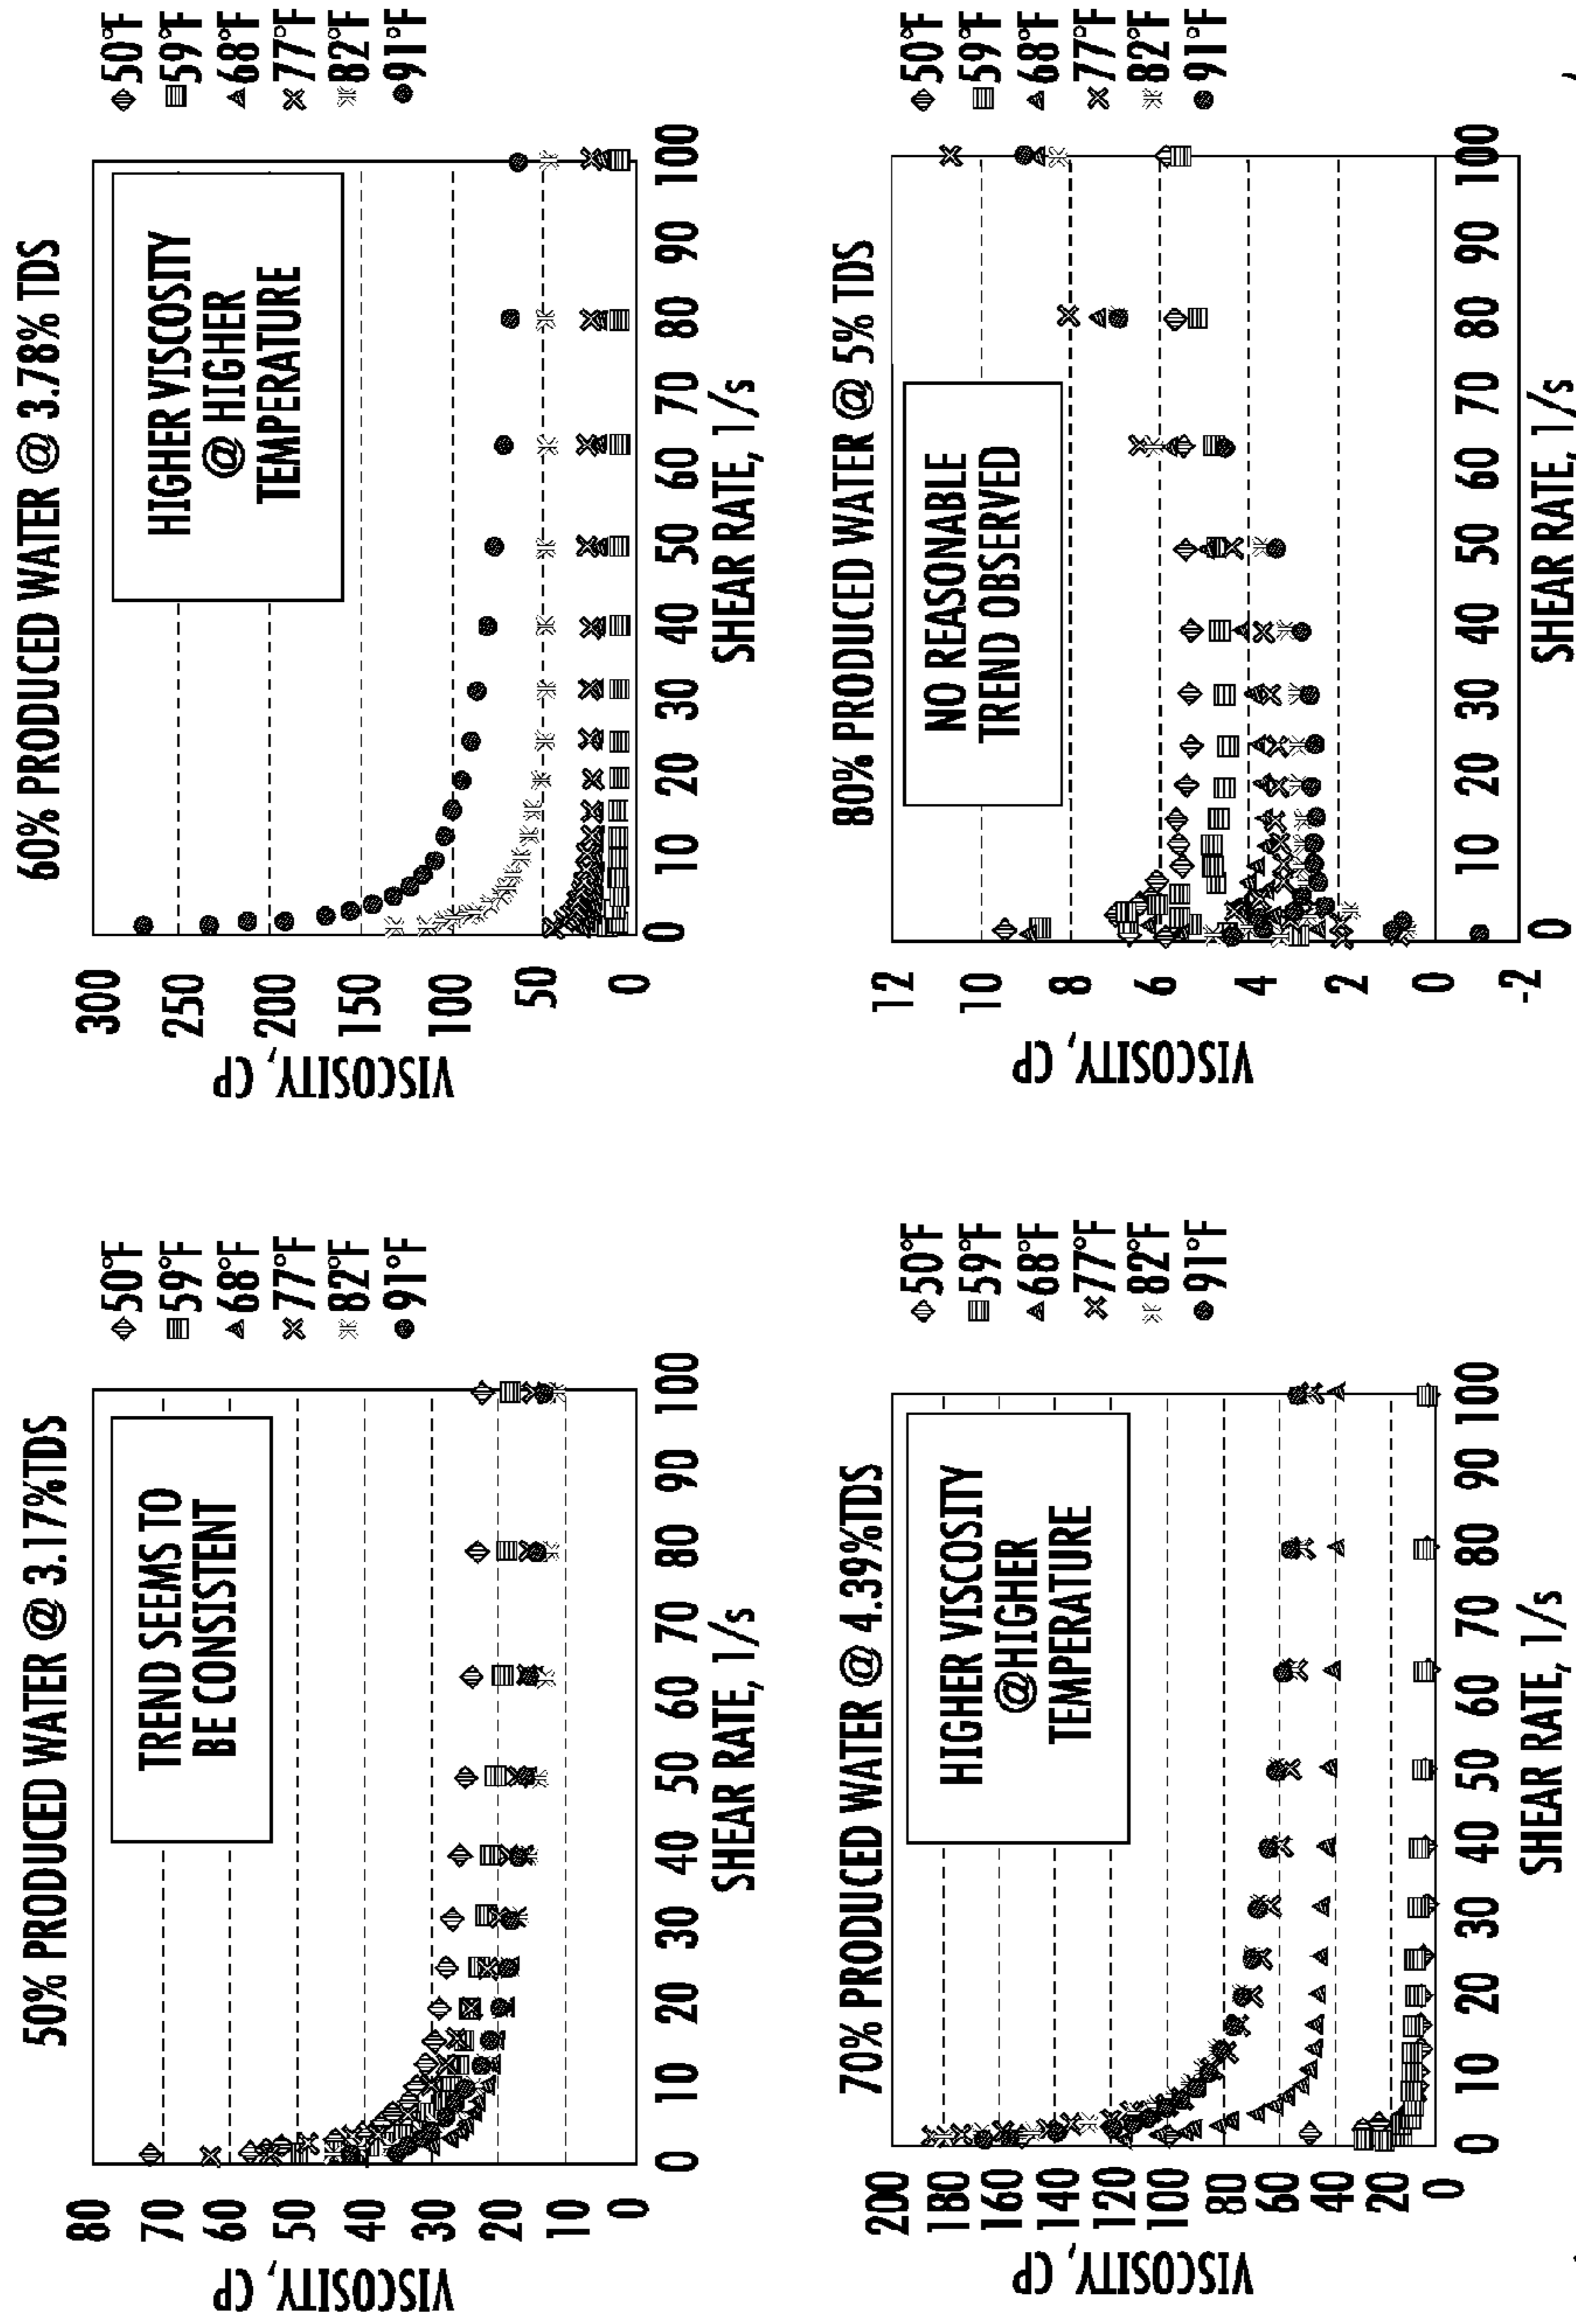 50% PRODUCED WATER @ 3.17%TDS
TREND SEEMS TO
BE CONSISTENT
VISCOSITY, CP
80
70
60
50
40
30
20
10
0
0 10 20 30 40 50 60 70 80 90 100
SHEAR RATE, 1/s
50°F
59°F
68°F
77°F
82°F
91°F
60% PRODUCED WATER @ 3.78% TDS
HIGHER VISCOSITY
@ HIGHER
TEMPERATURE
VISCOSITY, CP
300
250
200
150
100
50
0
0 10 20 30 40 50 60 70 80 90 100
SHEAR RATE, 1/s
50°F
59°F
68°F
77°F
82°F
91°F
70% PRODUCED WATER @ 4.39%TDS
HIGHER VISCOSITY
@HIGHER
TEMPERATURE
VISCOSITY, CP
200
180
160
140
120
100
80
60
40
20
0
0 10 20 30 40 50 60 70 80 90 100
SHEAR RATE, 1/s
50°F
59°F
68°F
77°F
82°F
91°F
80% PRODUCED WATER @ 5% TDS
NO REASONABLE
TREND OBSERVED
VISCOSITY, CP
12
10
8
6
4
2
0
-2
0 10 20 30 40 50 60 70 80 90 100
SHEAR RATE, 1/s
50°F
59°F
68°F
77°F
82°F
91°F